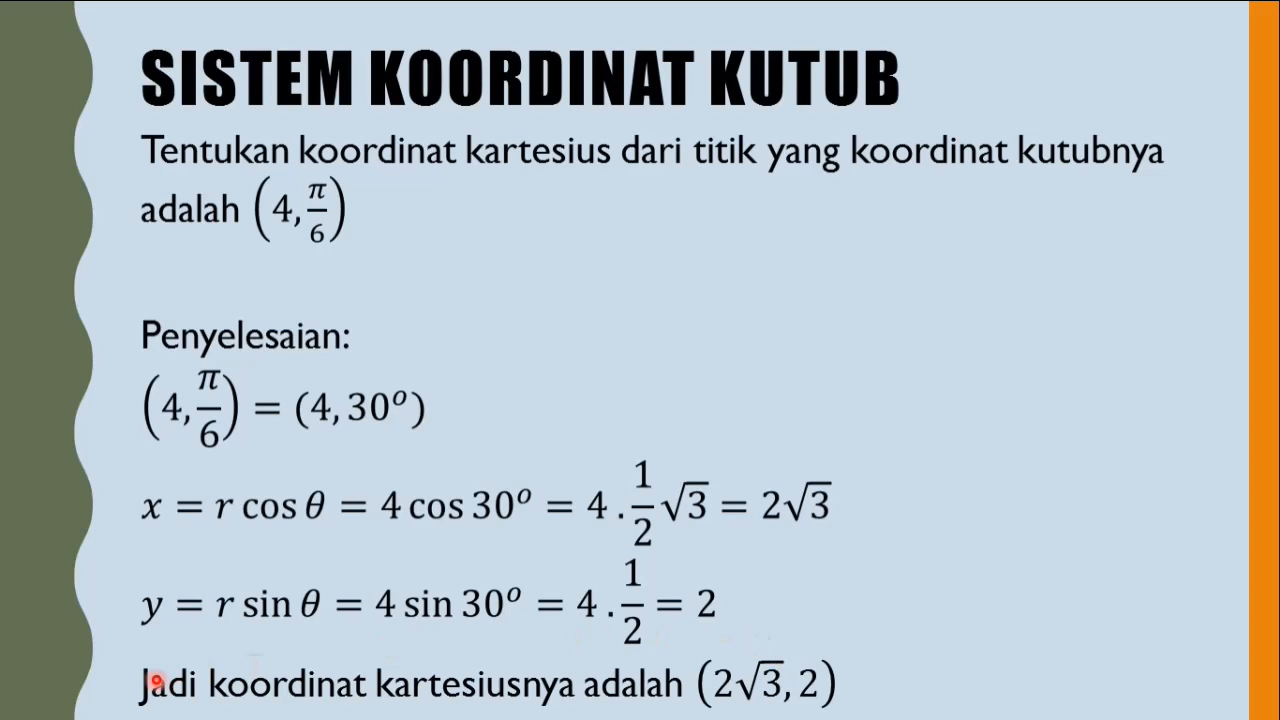 SISTEM KOORDINAT KUTUB
Tentukan koordinat kartesius dari titik yang koordinat kutubnya
adalah (4, π/6)
Penyelesaian:
(4, π/6) = (4, 30°)
x = r cos θ = 4 cos 30° = 4 . 1/2 √3 = 2√3
y = r sin θ = 4 sin 30° = 4 . 1/2 = 2
Jadi koordinat kartesiusnya adalah (2√3, 2)